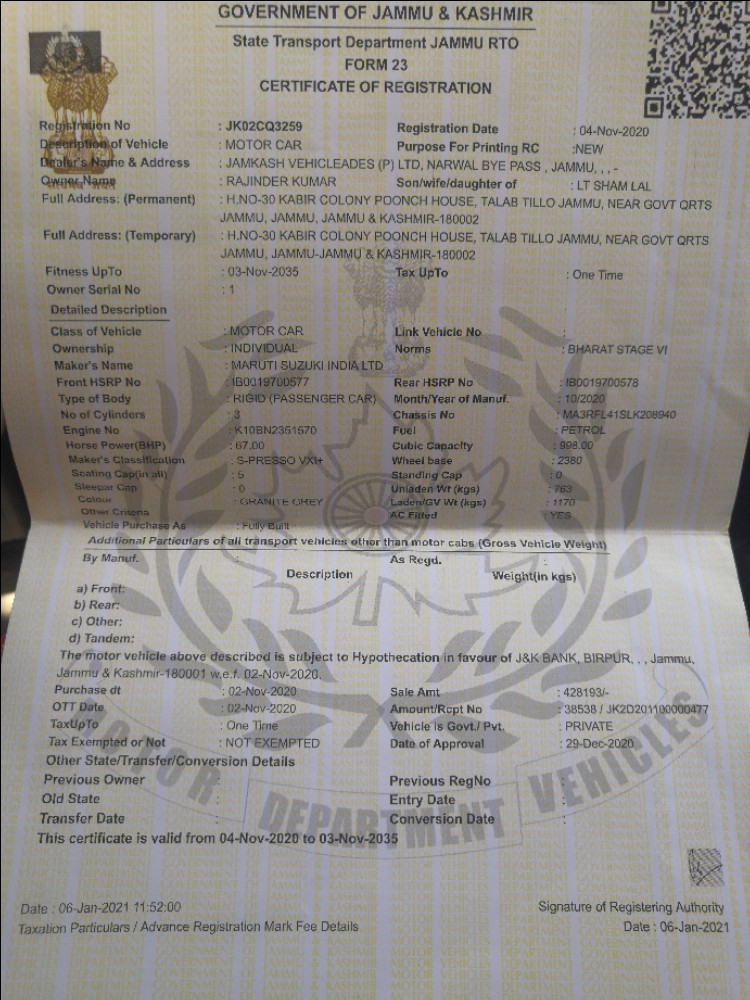 GOVERNMENT OF JAMMU & KASHMIR
State Transport Department JAMMU RTO
FORM 23
CERTIFICATE OF REGISTRATION
Registration No : JK02CQ3259 Registration Date : 04-Nov-2020
Description of Vehicle : MOTOR CAR Purpose For Printing RC :NEW
Dealer's Name & Address : JAMKASH VEHICLEADES (P) LTD, NARWAL BYE PASS , JAMMU, , , -
Owner Name : RAJINDER KUMAR Son/wife/daughter of : LT SHAM LAL
Full Address: (Permanent) : H.NO-30 KABIR COLONY POONCH HOUSE, TALAB TILLO JAMMU, NEAR GOVT QRTS
JAMMU, JAMMU, JAMMU & KASHMIR-180002
Full Address: (Temporary) : H.NO-30 KABIR COLONY POONCH HOUSE, TALAB TILLO JAMMU, NEAR GOVT QRTS
JAMMU, JAMMU-JAMMU & KASHMIR-180002
Fitness UpTo : 03-Nov-2035 Tax UpTo : One Time
Owner Serial No : 1
Detailed Description
Class of Vehicle : MOTOR CAR Link Vehicle No :
Ownership : INDIVIDUAL Norms : BHARAT STAGE VI
Maker's Name : MARUTI SUZUKI INDIA LTD
Front HSRP No : IB0019700577 Rear HSRP No : IB0019700578
Type of Body : RIGID (PASSENGER CAR) Month/Year of Manuf. : 10/2020
No of Cylinders : 3 Chassis No : MA3RFL41SLK208940
Engine No : K10BN2351570 Fuel : PETROL
Horse Power(BHP) : 67.00 Cubic Capacity : 998.00
Maker's Classification : S-PRESSO VXI+ Wheel base : 2380
Seating Cap(in all) : 5 Standing Cap : 0
Sleepar Cap : 0 Unladen Wt (kgs) : 763
Colour : GRANITE GREY Laden/GV Wt (kgs) : 1170
Other Criteria AC Fitted : YES
Vehicle Purchase As : Fully Built
Additional Particulars of all transport vehicles other than motor cabs (Gross Vehicle Weight)
By Manuf. : As Regd.
Description Weight(in kgs)
a) Front:
b) Rear:
c) Other:
d) Tandem:
The motor vehicle above described is subject to Hypothecation in favour of J&K BANK, BIRPUR, , , Jammu,
Jammu & Kashmir-180001 w.e.f. 02-Nov-2020.
Purchase dt : 02-Nov-2020 Sale Amt : 428193/-
OTT Date : 02-Nov-2020 Amount/Rcpt No : 38538 / JK2D201100000477
TaxUpTo : One Time Vehicle is Govt./ Pvt. : PRIVATE
Tax Exempted or Not : NOT EXEMPTED Date of Approval : 29-Dec-2020
Other State/Transfer/Conversion Details
Previous Owner : Previous RegNo :
Old State : Entry Date :
Transfer Date : Conversion Date :
This certificate is valid from 04-Nov-2020 to 03-Nov-2035
MOTOR VEHICLES DEPARTMENT
Date : 06-Jan-2021 11:52:00 Signature of Registering Authority
Taxation Particulars / Advance Registration Mark Fee Details Date : 06-Jan-2021